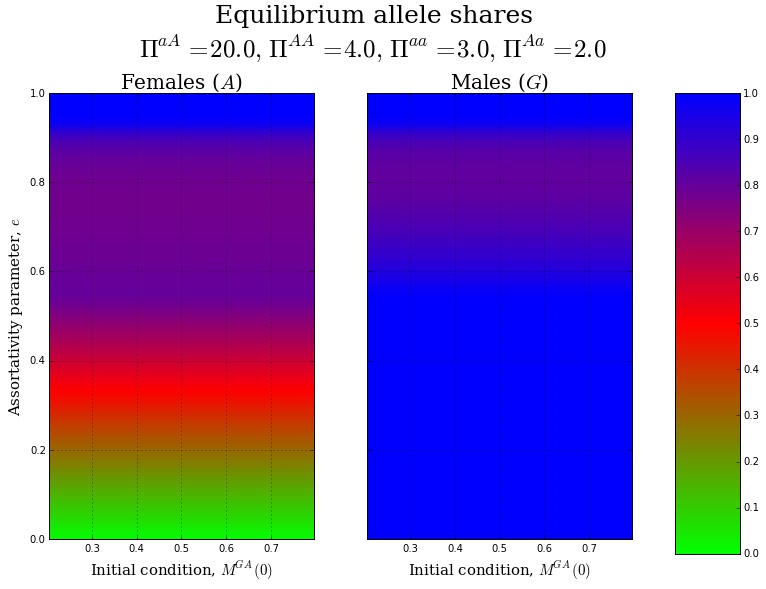 Equilibrium allele shares
Π^{aA} =20.0, Π^{AA} =4.0, Π^{aa} =3.0, Π^{Aa} =2.0
Females (A)
Males (G)
Assortativity parameter, e
1.0
0.8
0.6
0.4
0.2
0.0
0.3 0.4 0.5 0.6 0.7
Initial condition, M^{GA}(0)
0.3 0.4 0.5 0.6 0.7
Initial condition, M^{GA}(0)
1.0
0.9
0.8
0.7
0.6
0.5
0.4
0.3
0.2
0.1
0.0